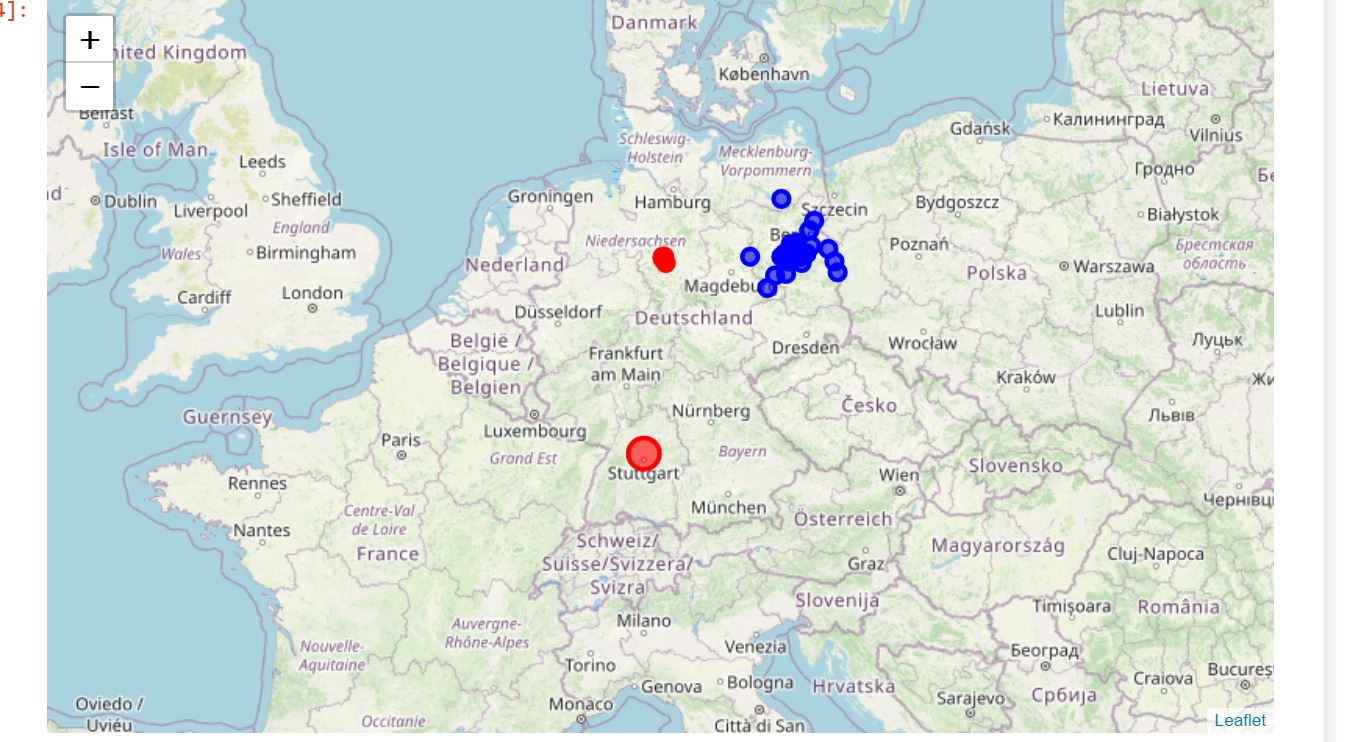 4]:
+
−
United Kingdom
Danmark
København
Lietuva
Belfast
Gdańsk
Калининград
Vilnius
Isle of Man
Leeds
Schleswig-
Holstein
Mecklenburg-
Vorpommern
Гродно
Dublin
Liverpool
Sheffield
England
Groningen
Hamburg
Szczecin
Bydgoszcz
Białystok
Wales
Birmingham
Nederland
Niedersachsen
Poznań
Polska
Warszawa
Брестская
область
Cardiff
London
Düsseldorf
Magdebu
Deutschland
Lublin
België /
Belgique /
Belgien
Frankfurt
am Main
Dresden
Wrocław
Kraków
Луцьк
Жи
Guernsey
Paris
Luxembourg
Grand Est
Nürnberg
Bayern
Česko
Львів
Rennes
Stuttgart
Wien
Slovensko
Nantes
Centre-Val
de Loire
France
München
Österreich
Чернівц
Schweiz/
Suisse/Svizzera/
Svizra
Graz
Magyarország
Cluj-Napoca
Nouvelle-
Aquitaine
Auvergne-
Rhône-Alpes
Milano
Slovenija
Timișoara
România
Torino
Venezia
Београд
Oviedo /
Uviéu
Occitanie
Monaco
Genova
Bologna
Hrvatska
Sarajevo
Србија
Craiova
Bucureș
Città di San
Leaflet